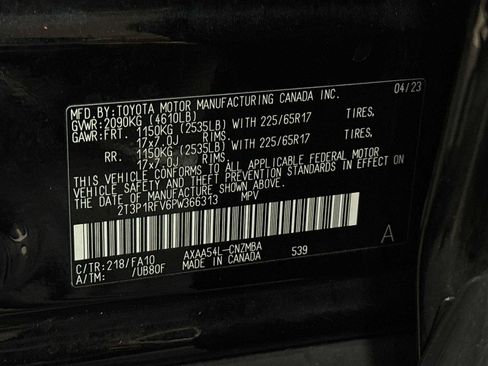 MFD.BY:TOYOTA MOTOR MANUFACTURING CANADA INC. 04/23
GVWR:2090KG (4610LB)
GAWR:FRT. 1150KG (2535LB) WITH 225/65R17 TIRES.
17x7.0J RIMS.
RR. 1150KG (2535LB) WITH 225/65R17 TIRES.
17x7.0J RIMS.
THIS VEHICLE CONFORMS TO ALL APPLICABLE FEDERAL MOTOR
VEHICLE SAFETY AND THEFT PREVENTION STANDARDS IN EFFECT ON
THE DATE OF MANUFACTURE SHOWN ABOVE.
2T3P1RFV6PW366313 MPV
C/TR:218/FA10 AXAA54L-CNZMBA A
A/TM: /UB80F MADE IN CANADA 539